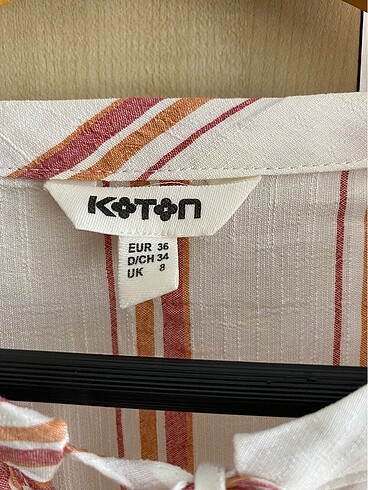 KOTON
EUR 36
D/CH 34
UK 8